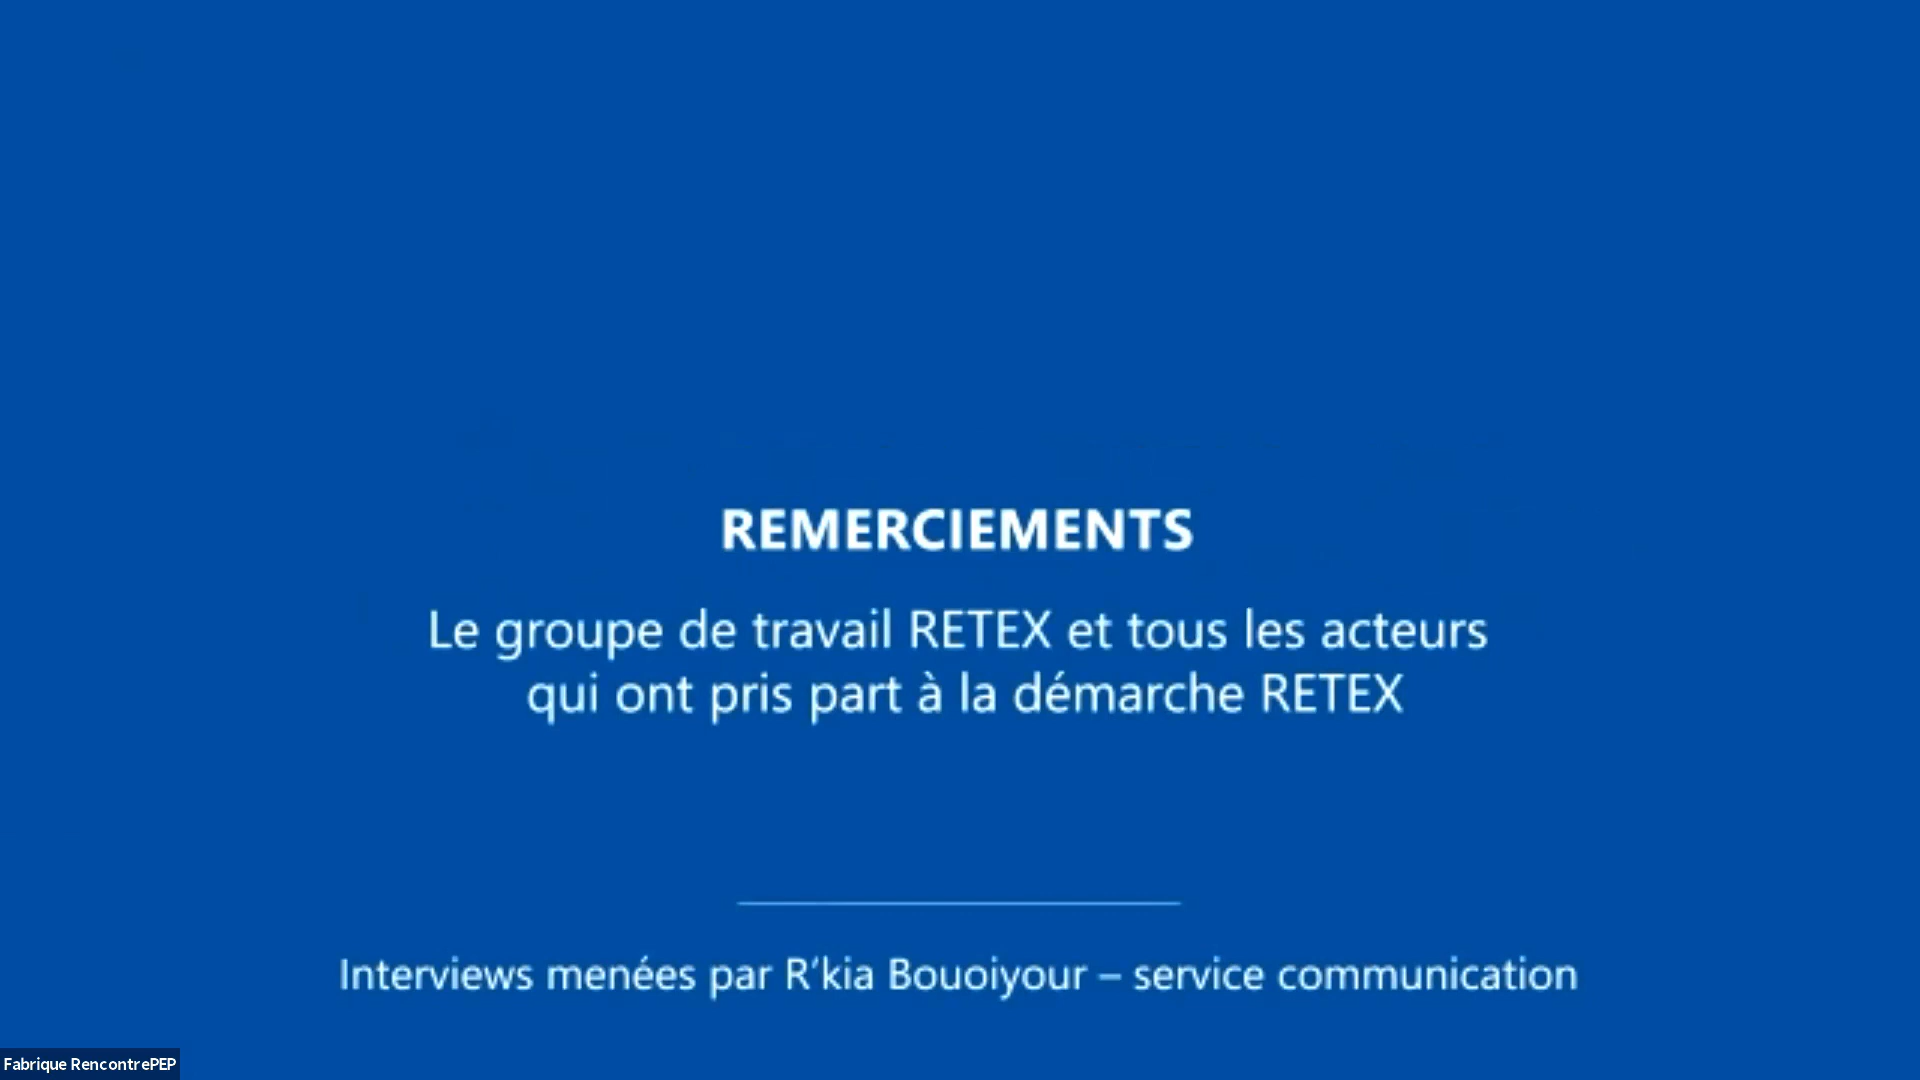 REMERCIEMENTS
Le groupe de travail RETEX et tous les acteurs
qui ont pris part à la démarche RETEX
Interviews menées par R’kia Bouoiyour – service communication
Fabrique RencontrePEP